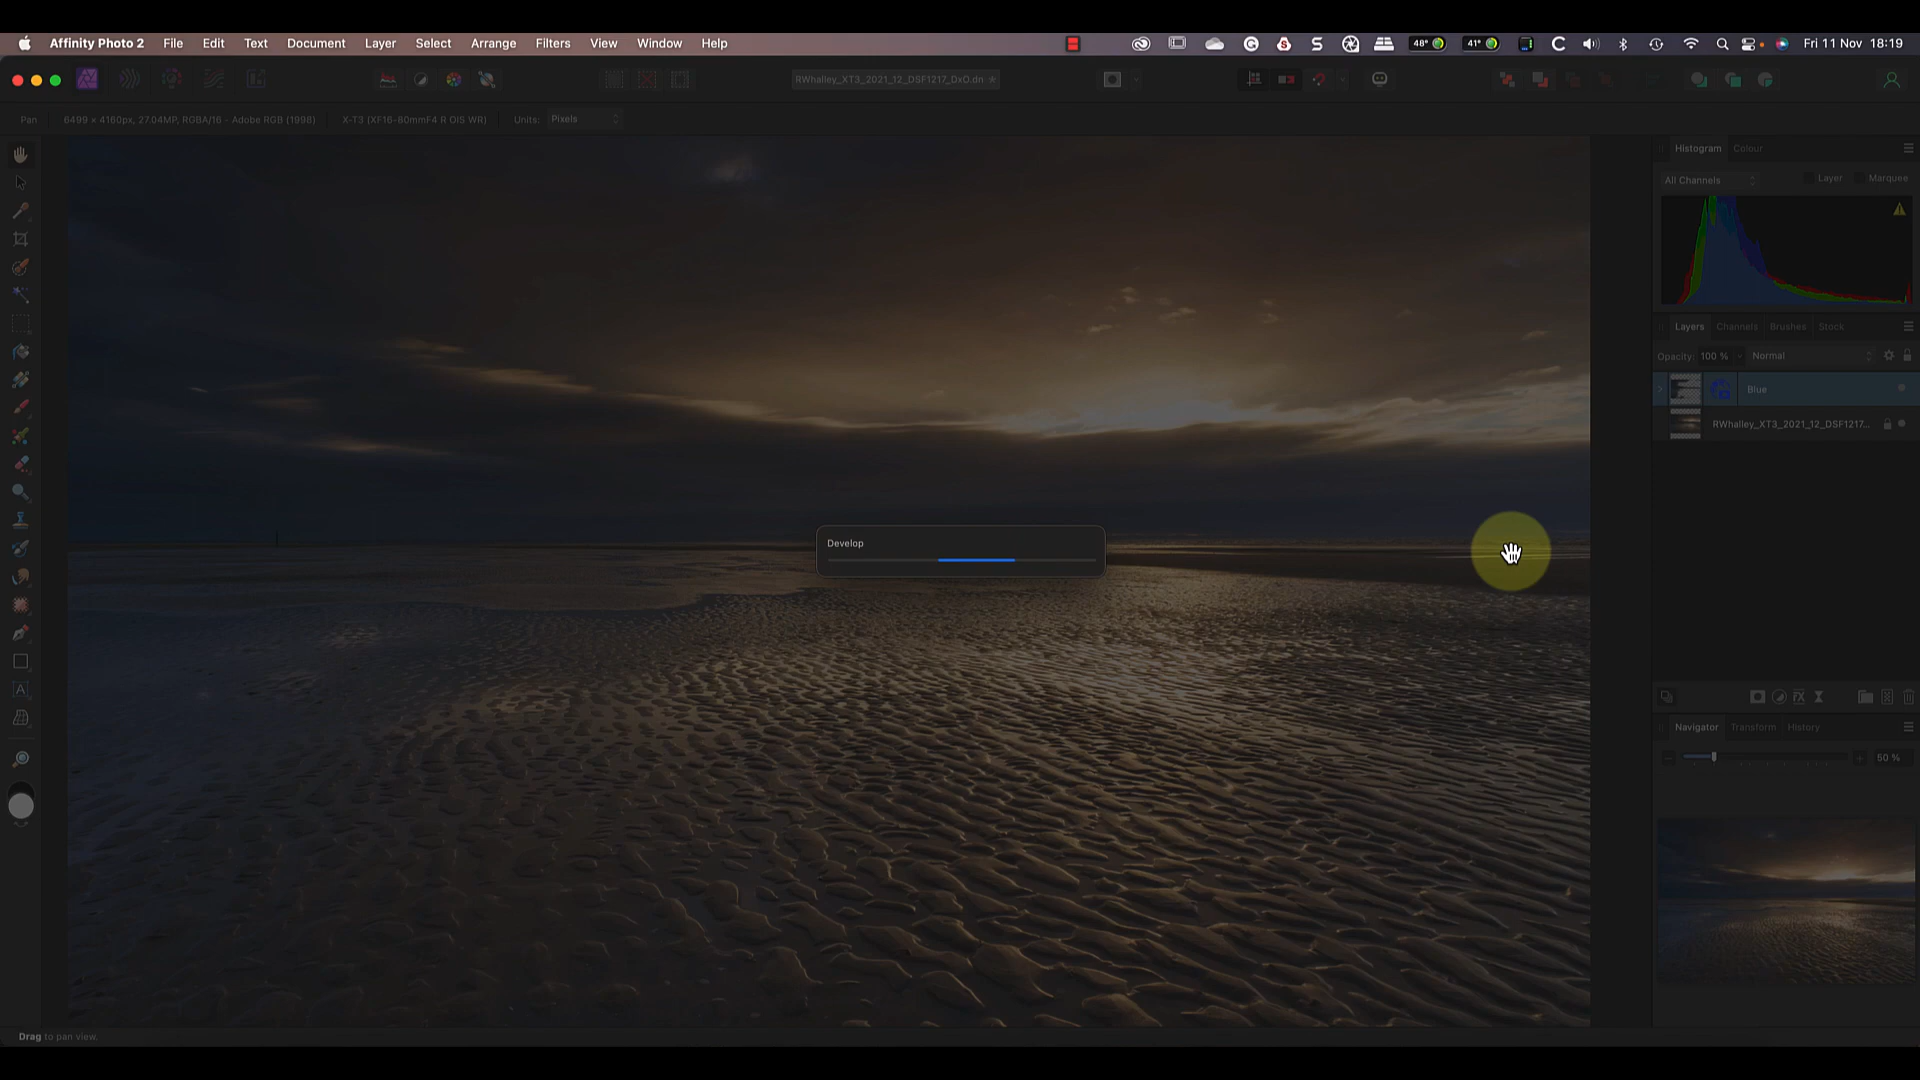 Affinity Photo 2 File Edit Text Document Layer Select Arrange Filters View Window Help
48° 41° Fri 11 Nov 18:19
RWhalley_XT3_2021_12_DSF1217_DxO.dn
Pan 6499 × 4160px, 27.04MP, RGBA/16 - Adobe RGB (1998) X-T3 (XF16-80mmF4 R OIS WR) Units: Pixels
Histogram Colour
All Channels Layer Marquee
Layers Channels Brushes Stock
Opacity: 100 % Normal
Blue
RWhalley_XT3_2021_12_DSF1217...
Develop
Navigator Transform History
50 %
Drag to pan view.